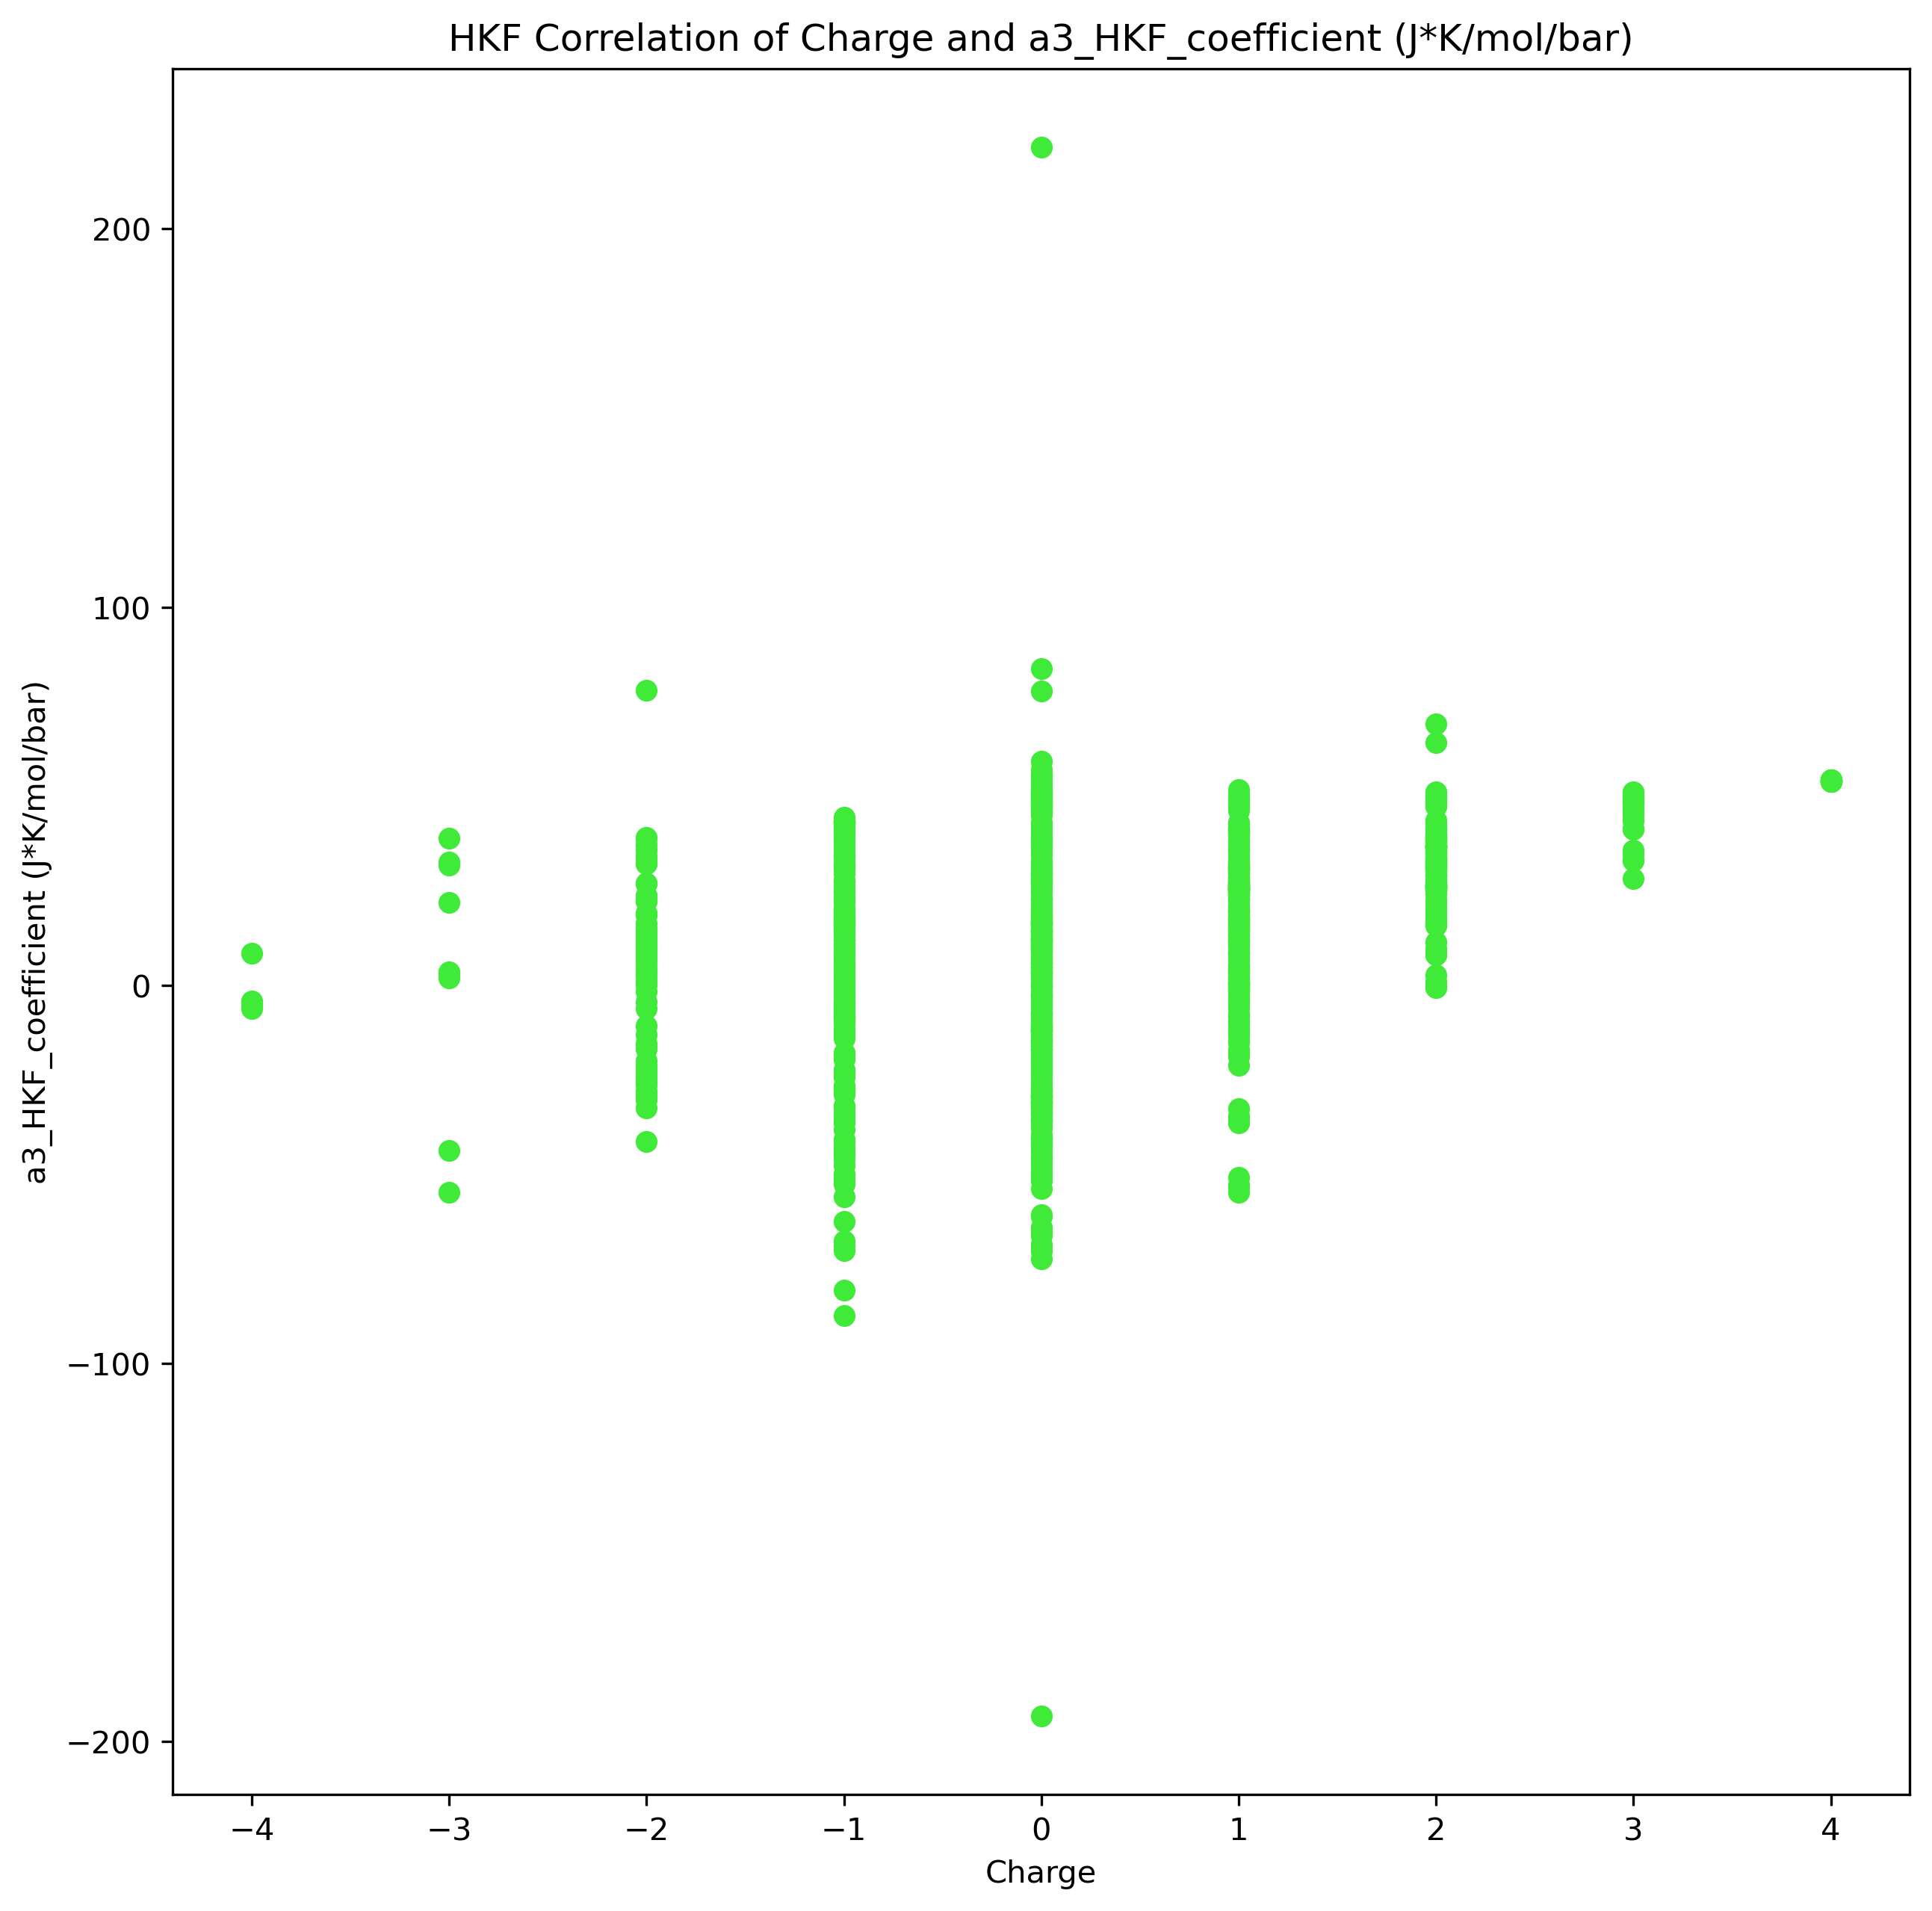 HKF Correlation of Charge and a3_HKF_coefficient (J*K/mol/bar)
a3_HKF_coefficient (J*K/mol/bar)
200
100
0
−100
−200
−4 −3 −2 −1 0 1 2 3 4
Charge